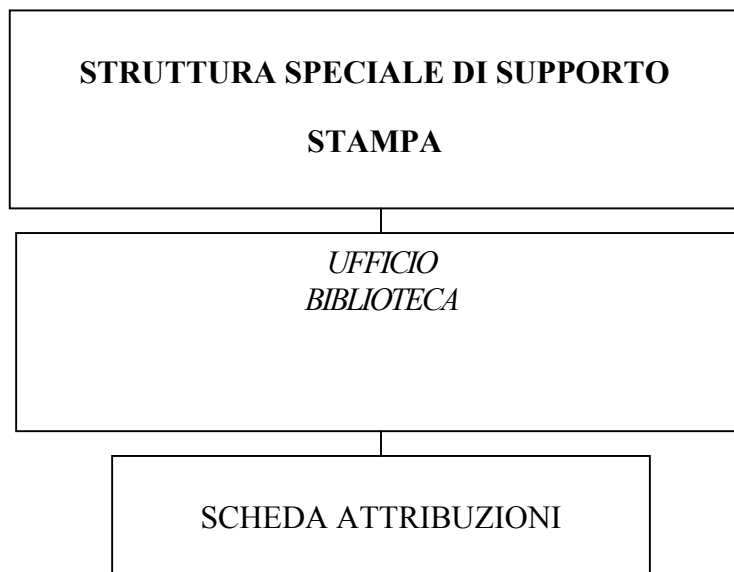 STRUTTURA SPECIALE DI SUPPORTO
STAMPA
UFFICIO
BIBLIOTECA
SCHEDA ATTRIBUZIONI